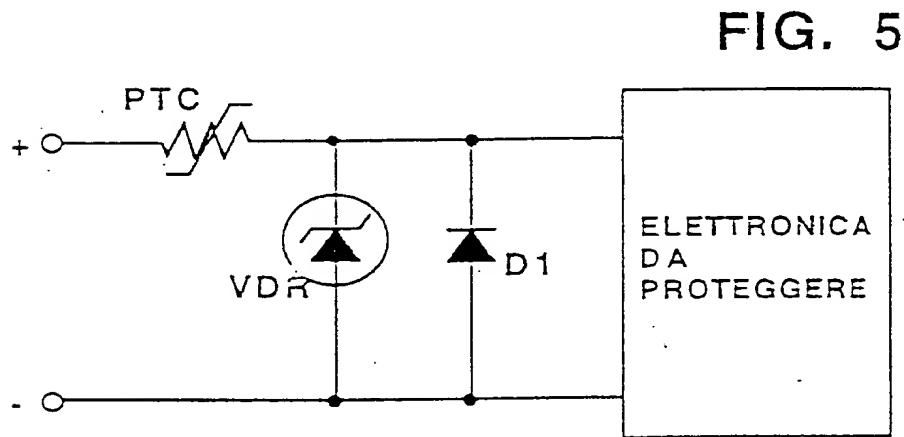 FIG. 5
PTC
+
VDR
D1
ELETTRONICA
DA
PROTEGGERE
-